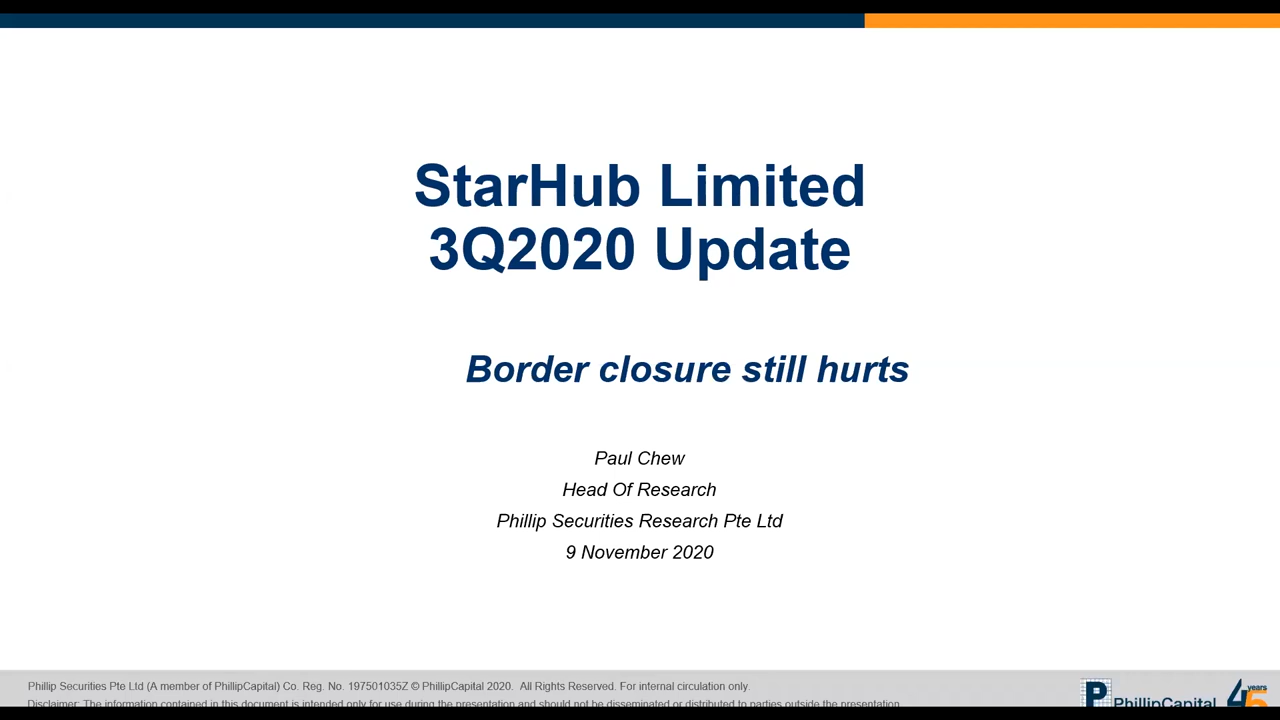 StarHub Limited
3Q2020 Update
Border closure still hurts
Paul Chew
Head Of Research
Phillip Securities Research Pte Ltd
9 November 2020
Phillip Securities Pte Ltd (A member of PhillipCapital) Co. Reg. No. 197501035Z © PhillipCapital 2020.  All Rights Reserved. For internal circulation only.
Disclaimer: The information contained in this document is intended only for use during the presentation and should not be disseminated or distributed to parties outside the presentation.
PhillipCapital
45 years